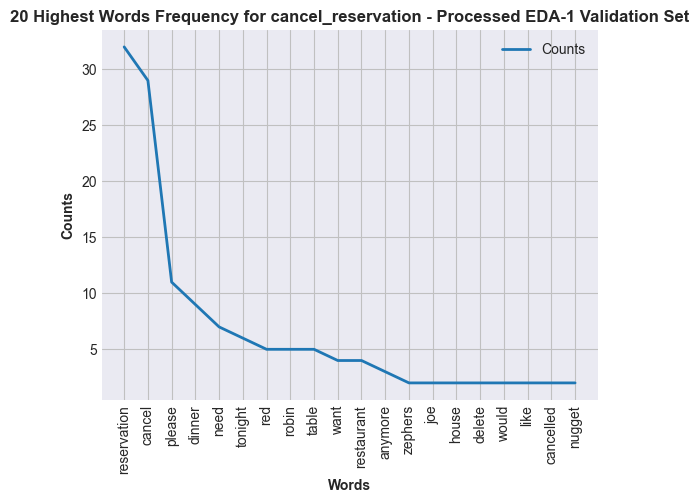 20 Highest Words Frequency for cancel_reservation - Processed EDA-1 Validation Set
Counts
30
25
20
15
10
5
Counts
reservation
cancel
please
dinner
need
tonight
red
robin
table
want
restaurant
anymore
zephers
joe
house
delete
would
like
cancelled
nugget
Words